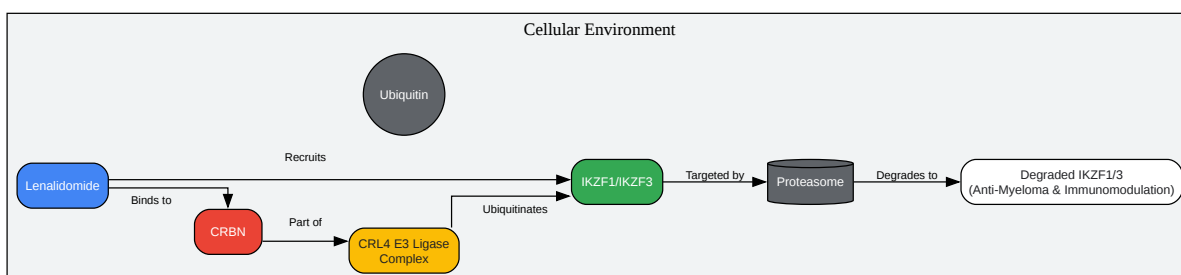 Cellular Environment
Ubiquitin
Recruits
Lenalidomide
IKZF1/IKZF3
Targeted by
Proteasome
Degrades to
Degraded IKZF1/3
(Anti-Myeloma & Immunomodulation)
Binds to
Ubiquitinates
CRBN
Part of
CRL4 E3 Ligase
Complex